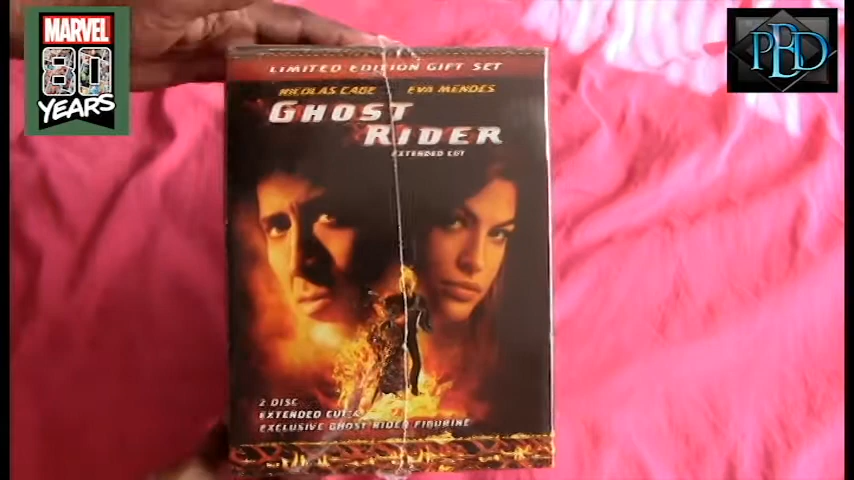 MARVEL
80
YEARS
PBD
LIMITED EDITION GIFT SET
NICOLAS CAGE EVA MENDES
GHOST
RIDER
EXTENDED CUT
2 DISC
EXTENDED CUT &
EXCLUSIVE GHOST RIDER FIGURINE